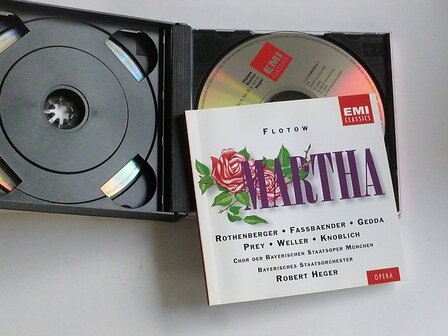 EMI
CLASSICS
FLOTOW
MARTHA
ROTHENBERGER • FASSBAENDER • GEDDA
PREY • WELLER • KNOBLICH
CHOR DER BAYERISCHEN STAATSOPER MÜNCHEN
BAYERISCHES STAATSORCHESTER
ROBERT HEGER
OPERA
EMI